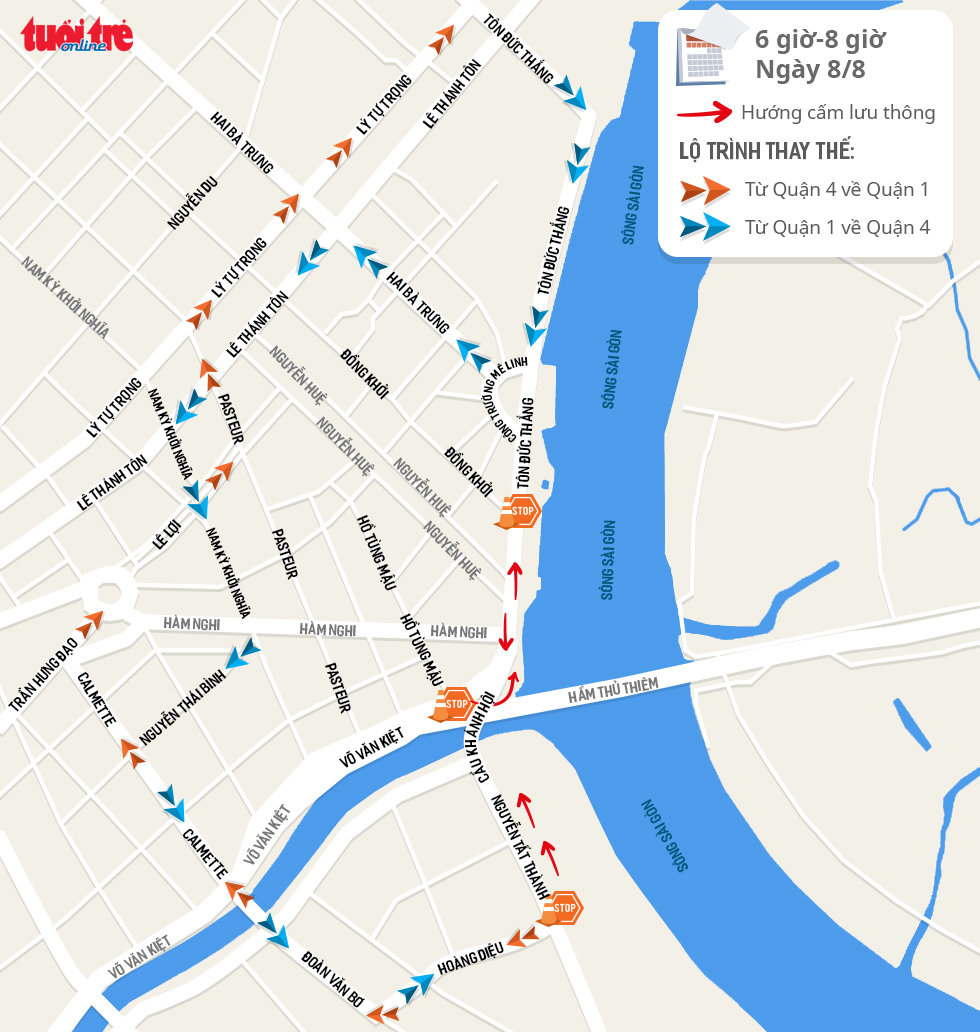 tuổi trẻ
online
6 giờ-8 giờ
Ngày 8/8
Hướng cấm lưu thông
LỘ TRÌNH THAY THẾ:
Từ Quận 4 về Quận 1
Từ Quận 1 về Quận 4
TÔN ĐỨC THẮNG
LÝ TỰ TRỌNG
LÊ THÁNH TÔN
HAI BÀ TRƯNG
NGUYỄN DU
SÔNG SÀI GÒN
TÔN ĐỨC THẮNG
LÝ TỰ TRỌNG
NAM KỲ KHỞI NGHĨA
HAI BÀ TRƯNG
LÊ THÁNH TÔN
SÔNG SÀI GÒN
CÔNG TRƯỜNG MÊ LINH
ĐỒNG KHỞI
NGUYỄN HUỆ
LÝ TỰ TRỌNG
NAM KỲ KHỞI NGHĨA
PASTEUR
TÔN ĐỨC THẮNG
NGUYỄN HUỆ
ĐỒNG KHỞI
LÊ THÁNH TÔN
NGUYỄN HUỆ
STOP
LÊ LỢI
NGUYỄN HUỆ
PASTEUR
HỒ TÙNG MẬU
SÔNG SÀI GÒN
NAM KỲ KHỞI NGHĨA
HÀM NGHI
HÀM NGHI
HÀM NGHI
HỒ TÙNG MẬU
TRẦN HƯNG ĐẠO
CALMETTE
NGUYỄN THÁI BÌNH
PASTEUR
STOP
HẦM THỦ THIÊM
CẦU KHÁNH HỘI
VÕ VĂN KIỆT
VÕ VĂN KIỆT
NGUYỄN TẤT THÀNH
SÔNG SÀI GÒN
CALMETTE
STOP
VÕ VĂN KIỆT
ĐOÀN VĂN BƠ
HOÀNG DIỆU